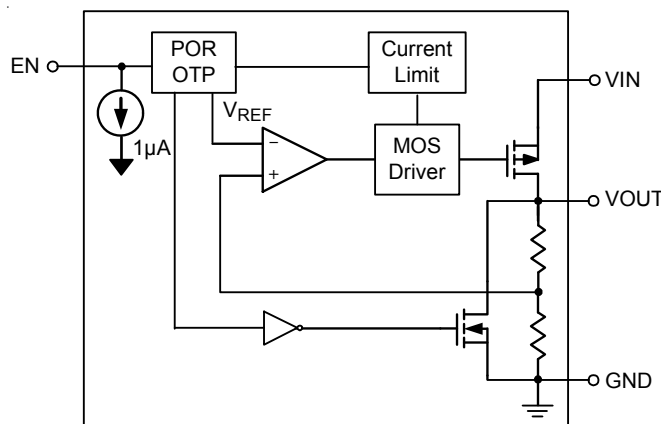 POR
OTP
Current
Limit
EN
VIN
VREF
1µA
−
+
MOS
Driver
VOUT
GND